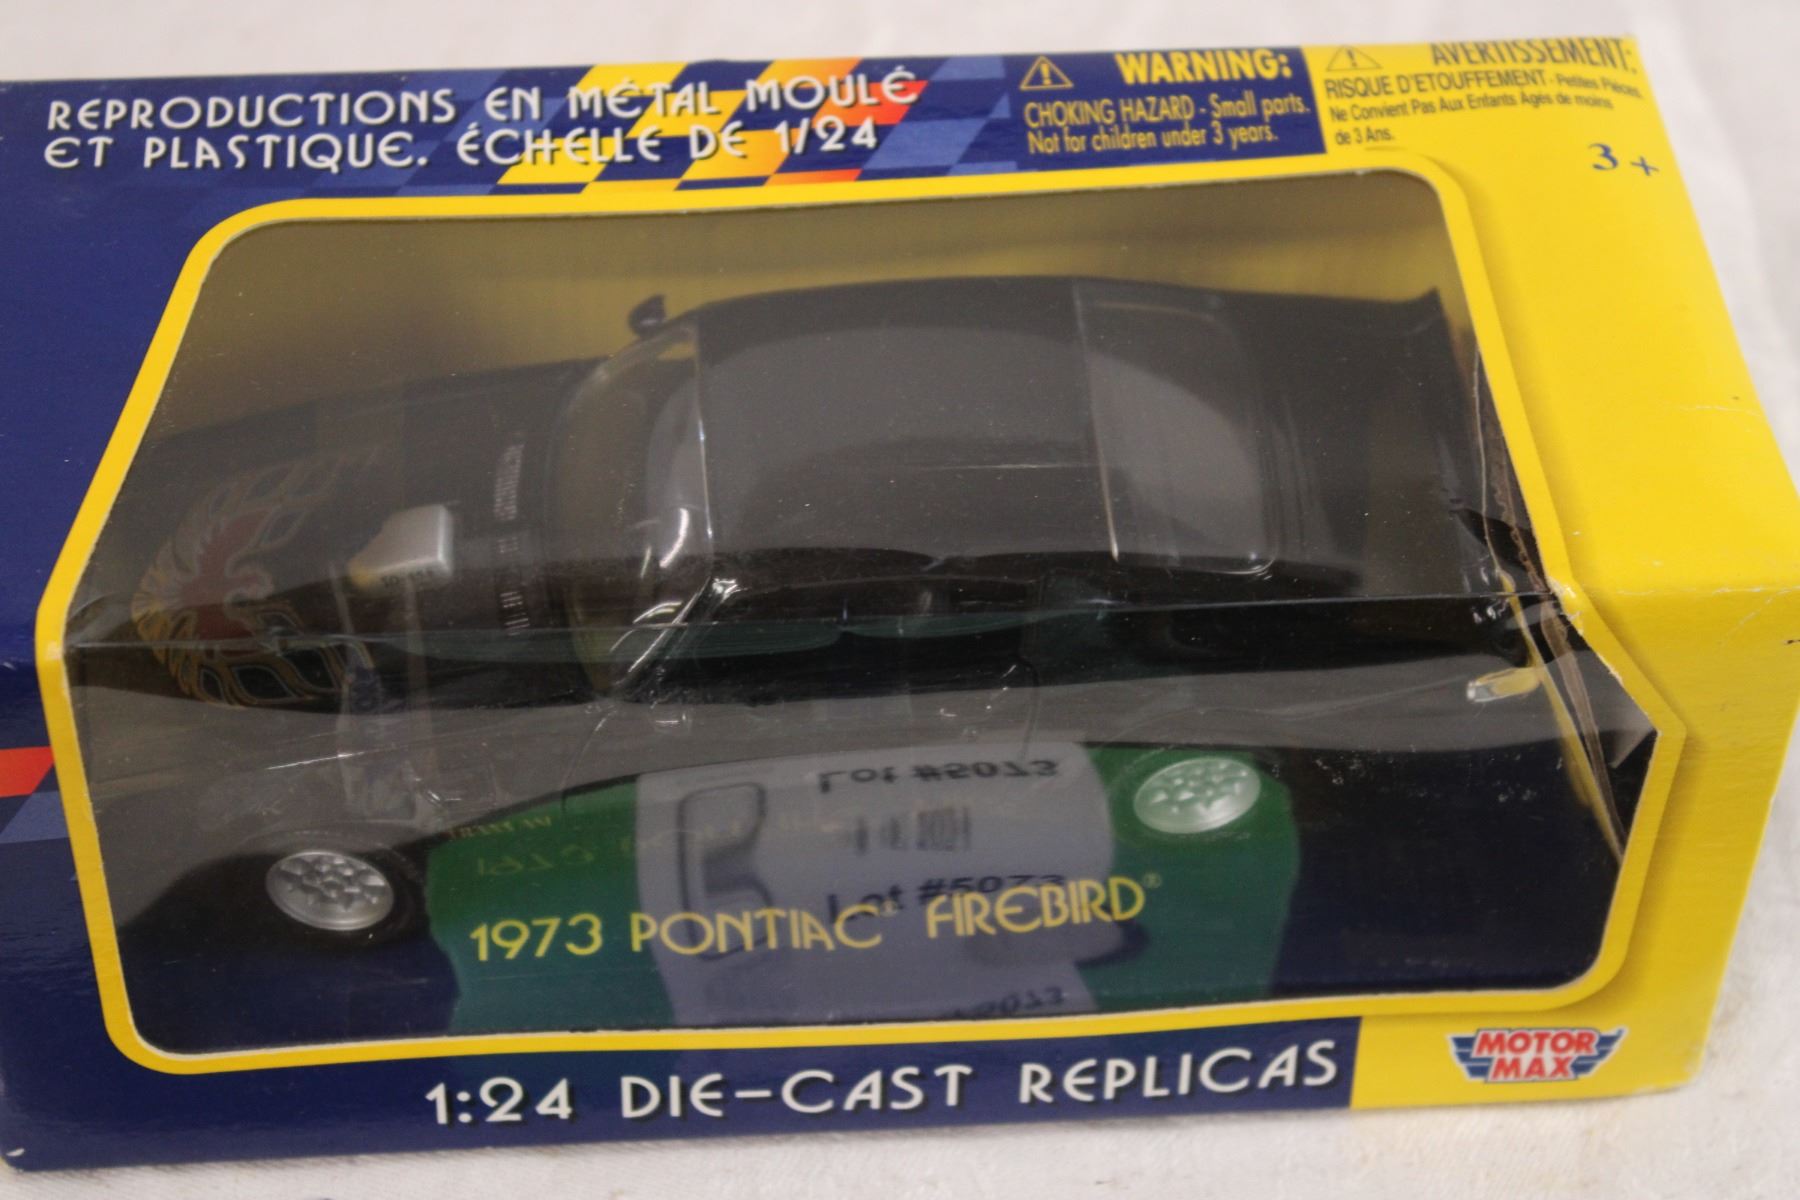 REPRODUCTIONS EN MÉTAL MOULÉ
ET PLASTIQUE. ÉCHELLE DE 1/24
WARNING:
CHOKING HAZARD - Small parts.
Not for children under 3 years.
AVERTISSEMENT:
RISQUE D'ETOUFFEMENT - Petites Pièces.
Ne Convient Pas Aux Enfants Agés de moins
de 3 Ans.
3+
Lot #5073
Lot #5073
1973 PONTIAC® FIREBIRD®
1:24 DIE-CAST REPLICAS
MOTOR
MAX